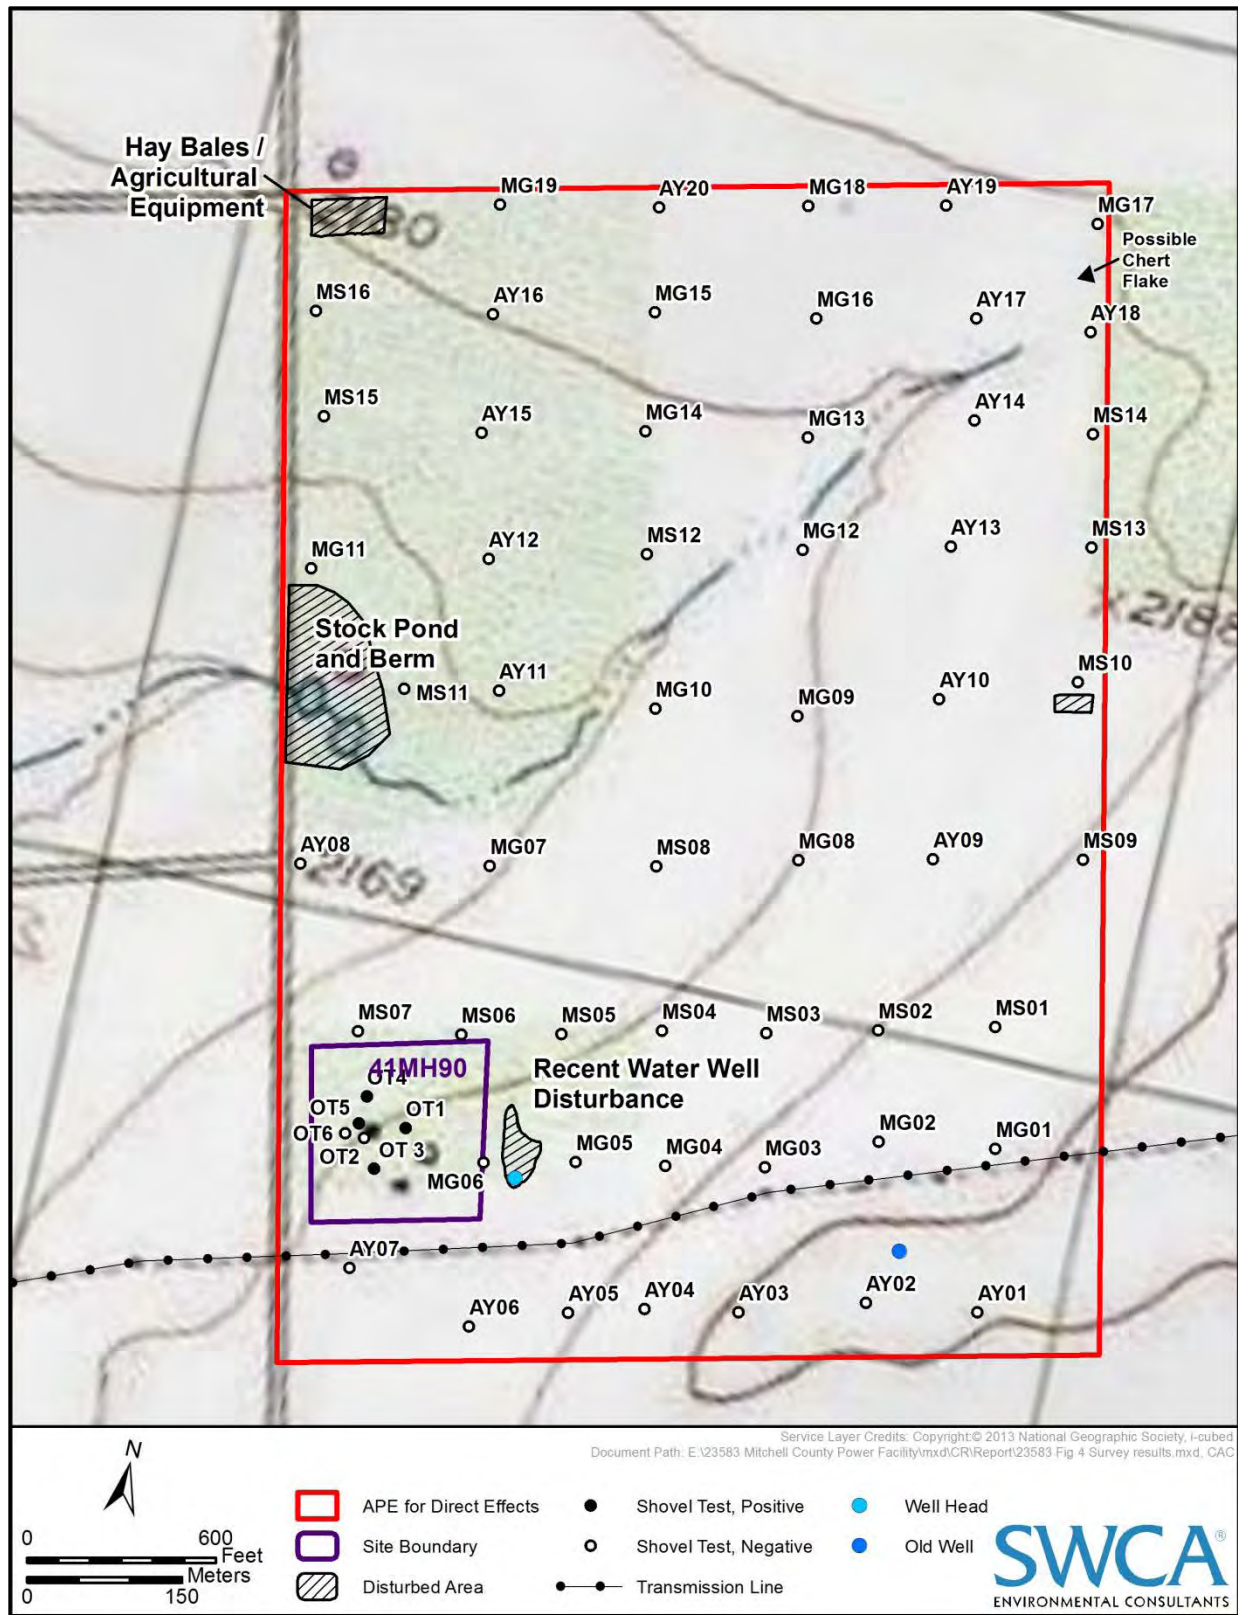 Hay Bales /
Agricultural
Equipment
MG19
AY20
MG18
AY19
MG17
Possible
Chert
Flake
MS16
AY16
MG15
MG16
AY17
AY18
MS15
AY15
MG14
MG13
AY14
MS14
MG11
AY12
MS12
MG12
AY13
MS13
2188
Stock Pond
and Berm
MS11
AY11
MG10
MG09
AY10
MS10
AY08
2169
MG07
MS08
MG08
AY09
MS09
MS07
MS06
MS05
MS04
MS03
MS02
MS01
41MH90
OT4
OT5
OT1
OT6
OT2
OT 3
MG06
Recent Water Well
Disturbance
MG05
MG04
MG03
MG02
MG01
AY07
AY06
AY05
AY04
AY03
AY02
AY01
Service Layer Credits: Copyright:© 2013 National Geographic Society, i-cubed
Document Path: E:\23583 Mitchell County Power Facility\mxd\CR\Report\23583 Fig 4 Survey results.mxd, CAC
N
0 600
Feet
Meters
0 150
APE for Direct Effects
Site Boundary
Disturbed Area
Shovel Test, Positive
Shovel Test, Negative
Transmission Line
Well Head
Old Well
SWCA®
ENVIRONMENTAL CONSULTANTS